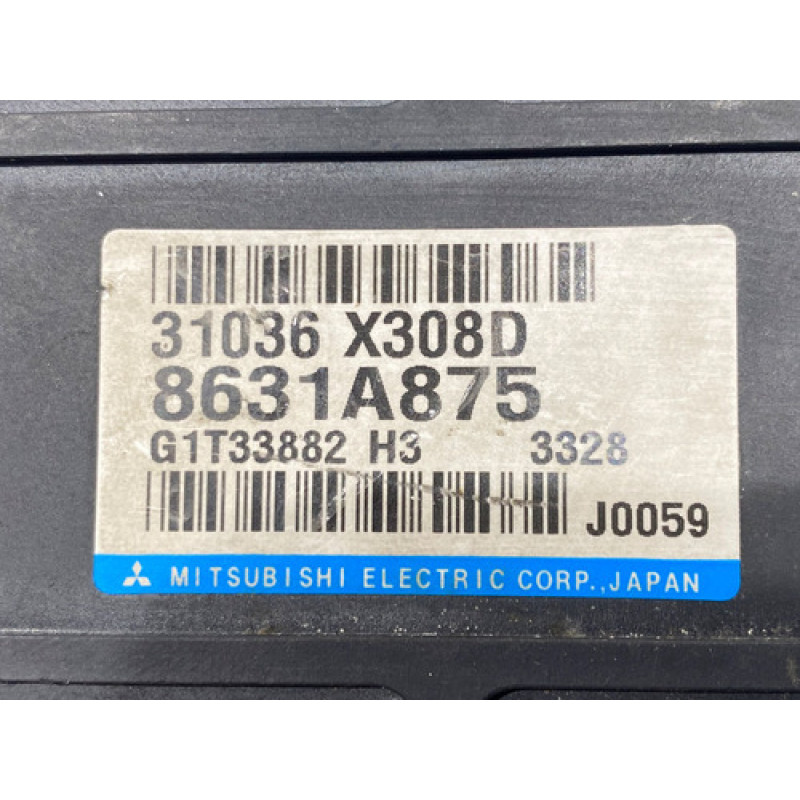 31036 X308D
8631A875
G1T33882 H3 3328
J0059
MITSUBISHI ELECTRIC CORP., JAPAN